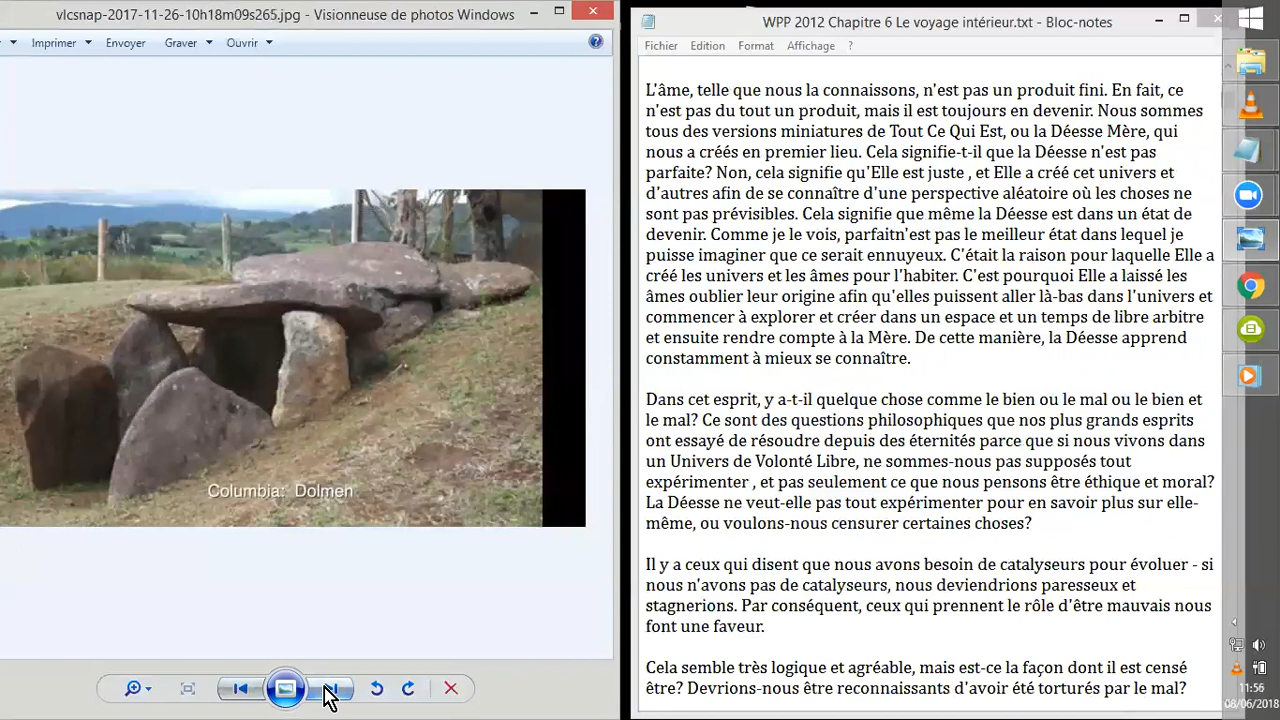 vlcsnap-2017-11-26-10h18m09s265.jpg - Visionneuse de photos Windows
Imprimer Envoyer Graver Ouvrir
Columbia: Dolmen
WPP 2012 Chapitre 6 Le voyage intérieur.txt - Bloc-notes
Fichier Edition Format Affichage ?
L'âme, telle que nous la connaissons, n'est pas un produit fini. En fait, ce
n'est pas du tout un produit, mais il est toujours en devenir. Nous sommes
tous des versions miniatures de Tout Ce Qui Est, ou la Déesse Mère, qui
nous a créés en premier lieu. Cela signifie-t-il que la Déesse n'est pas
parfaite? Non, cela signifie qu'Elle est juste , et Elle a créé cet univers et
d'autres afin de se connaître d'une perspective aléatoire où les choses ne
sont pas prévisibles. Cela signifie que même la Déesse est dans un état de
devenir. Comme je le vois, parfaitn'est pas le meilleur état dans lequel je
puisse imaginer que ce serait ennuyeux. C'était la raison pour laquelle Elle a
créé les univers et les âmes pour l'habiter. C'est pourquoi Elle a laissé les
âmes oublier leur origine afin qu'elles puissent aller là-bas dans l'univers et
commencer à explorer et créer dans un espace et un temps de libre arbitre
et ensuite rendre compte à la Mère. De cette manière, la Déesse apprend
constamment à mieux se connaître.
Dans cet esprit, y a-t-il quelque chose comme le bien ou le mal ou le bien et
le mal? Ce sont des questions philosophiques que nos plus grands esprits
ont essayé de résoudre depuis des éternités parce que si nous vivons dans
un Univers de Volonté Libre, ne sommes-nous pas supposés tout
expérimenter , et pas seulement ce que nous pensons être éthique et moral?
La Déesse ne veut-elle pas tout expérimenter pour en savoir plus sur elle-
même, ou voulons-nous censurer certaines choses?
Il y a ceux qui disent que nous avons besoin de catalyseurs pour évoluer - si
nous n'avons pas de catalyseurs, nous deviendrions paresseux et
stagnerions. Par conséquent, ceux qui prennent le rôle d'être mauvais nous
font une faveur.
Cela semble très logique et agréable, mais est-ce la façon dont il est censé
être? Devrions-nous être reconnaissants d'avoir été torturés par le mal?
11:56
08/06/2018